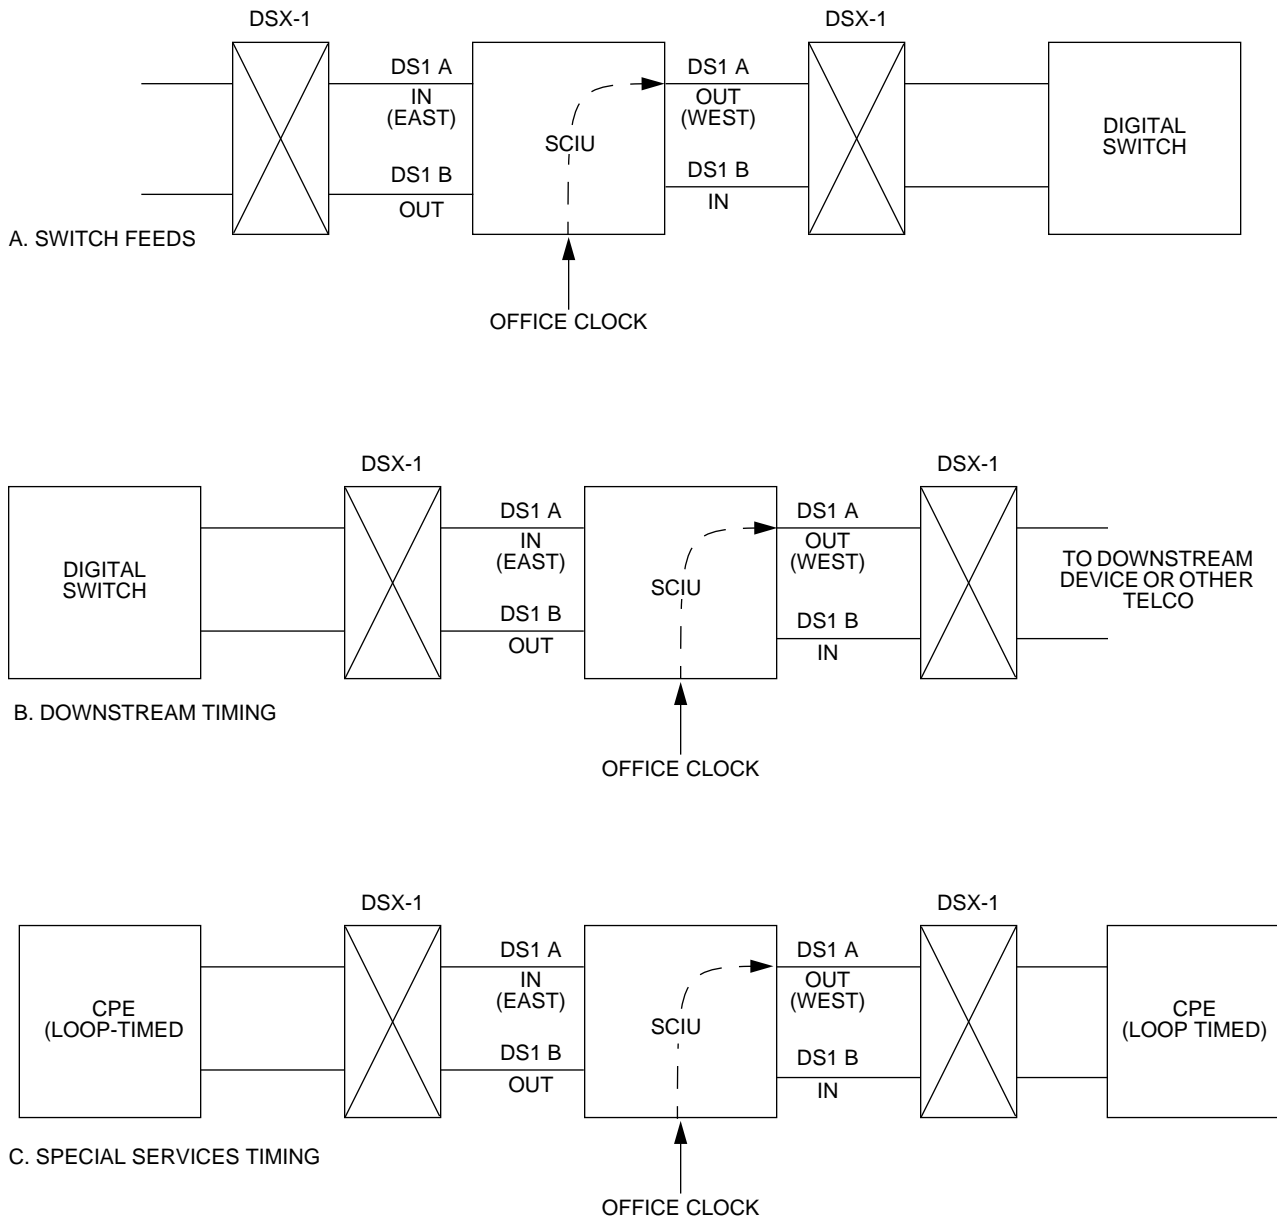 DSX-1
DSX-1
DS1 A
IN
(EAST)
DS1 A
OUT
(WEST)
SCIU
DIGITAL
SWITCH
DS1 B
OUT
DS1 B
IN
A. SWITCH FEEDS
OFFICE CLOCK
DSX-1
DSX-1
DS1 A
IN
(EAST)
DS1 A
OUT
(WEST)
DIGITAL
SWITCH
SCIU
TO DOWNSTREAM
DEVICE OR OTHER
TELCO
DS1 B
OUT
DS1 B
IN
B. DOWNSTREAM TIMING
OFFICE CLOCK
DSX-1
DSX-1
DS1 A
IN
(EAST)
DS1 A
OUT
(WEST)
CPE
(LOOP-TIMED
SCIU
CPE
(LOOP TIMED)
DS1 B
OUT
DS1 B
IN
C. SPECIAL SERVICES TIMING
OFFICE CLOCK